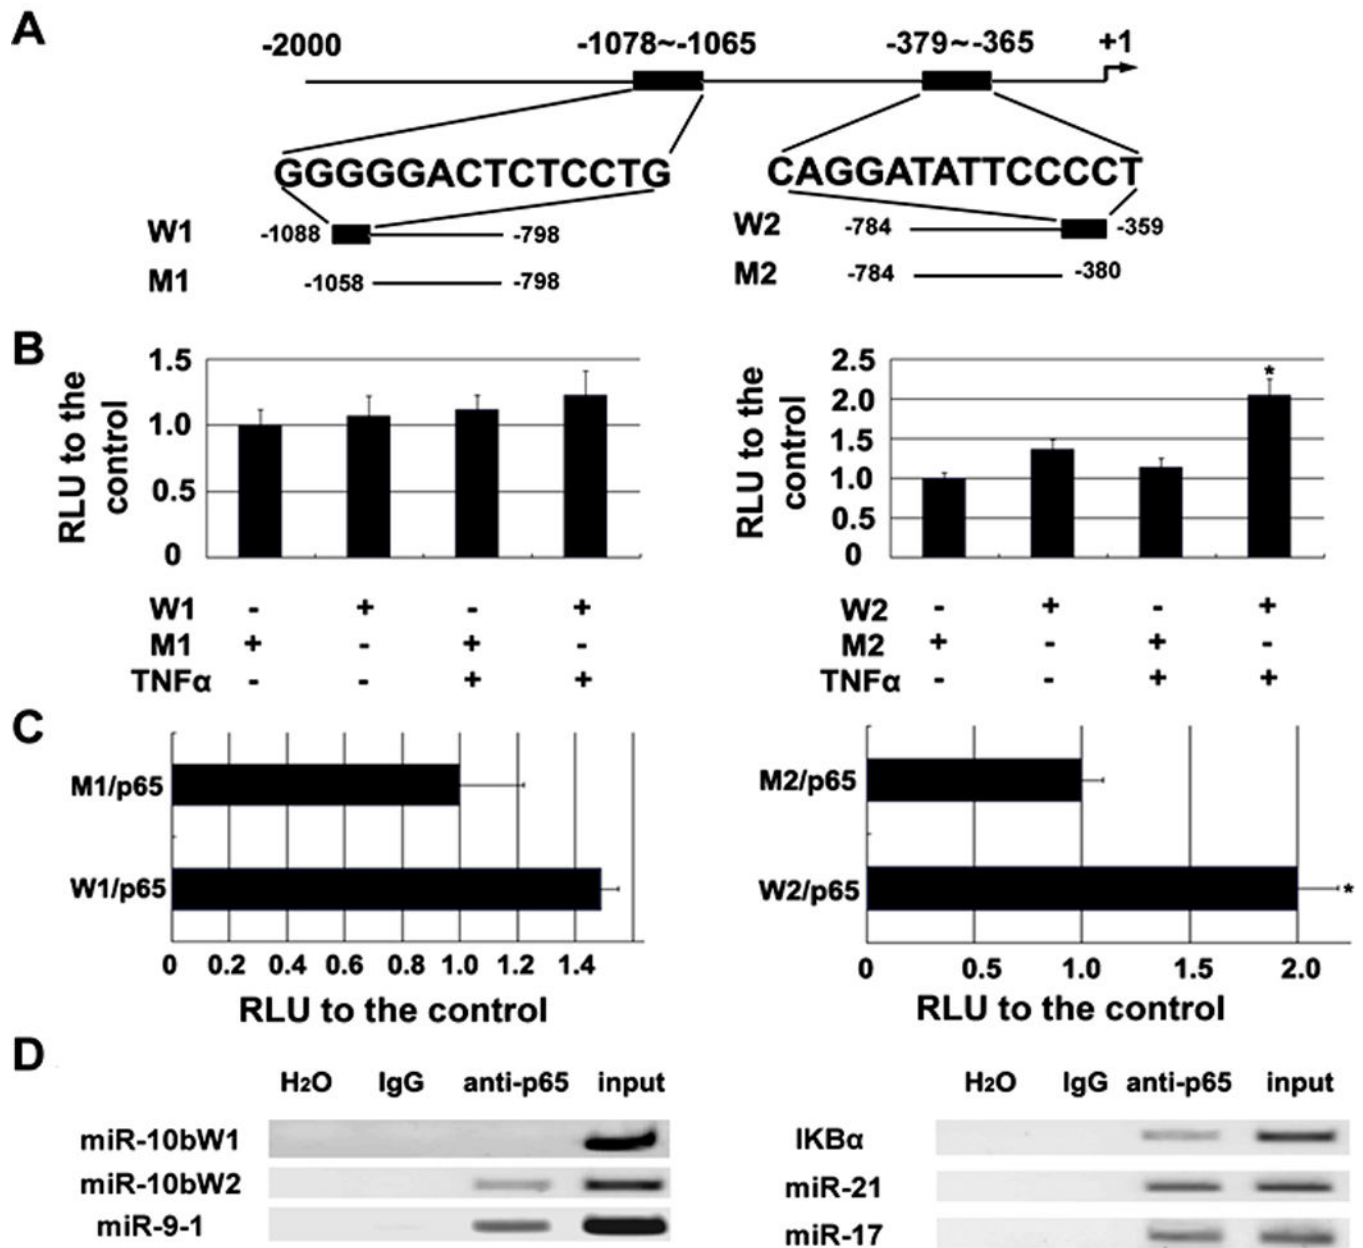 A
-2000 -1078~-1065 -379~-365 +1
GGGGGACTCTCCTG CAGGATATTCCCCT
W1 -1088 -798 W2 -784 -359
M1 -1058 -798 M2 -784 -380
B
RLU to the control
1.5
1.0
0.5
0
W1 - + - +
M1 + - + -
TNFα - - + +
RLU to the control
2.5
2.0
1.5
1.0
0.5
0
*
W2 - + - +
M2 + - + -
TNFα - - + +
C
M1/p65
W1/p65
0 0.2 0.4 0.6 0.8 1.0 1.2 1.4
RLU to the control
M2/p65
W2/p65 *
0 0.5 1.0 1.5 2.0
RLU to the control
D
H2O IgG anti-p65 input
miR-10bW1
miR-10bW2
miR-9-1
H2O IgG anti-p65 input
IKBα
miR-21
miR-17